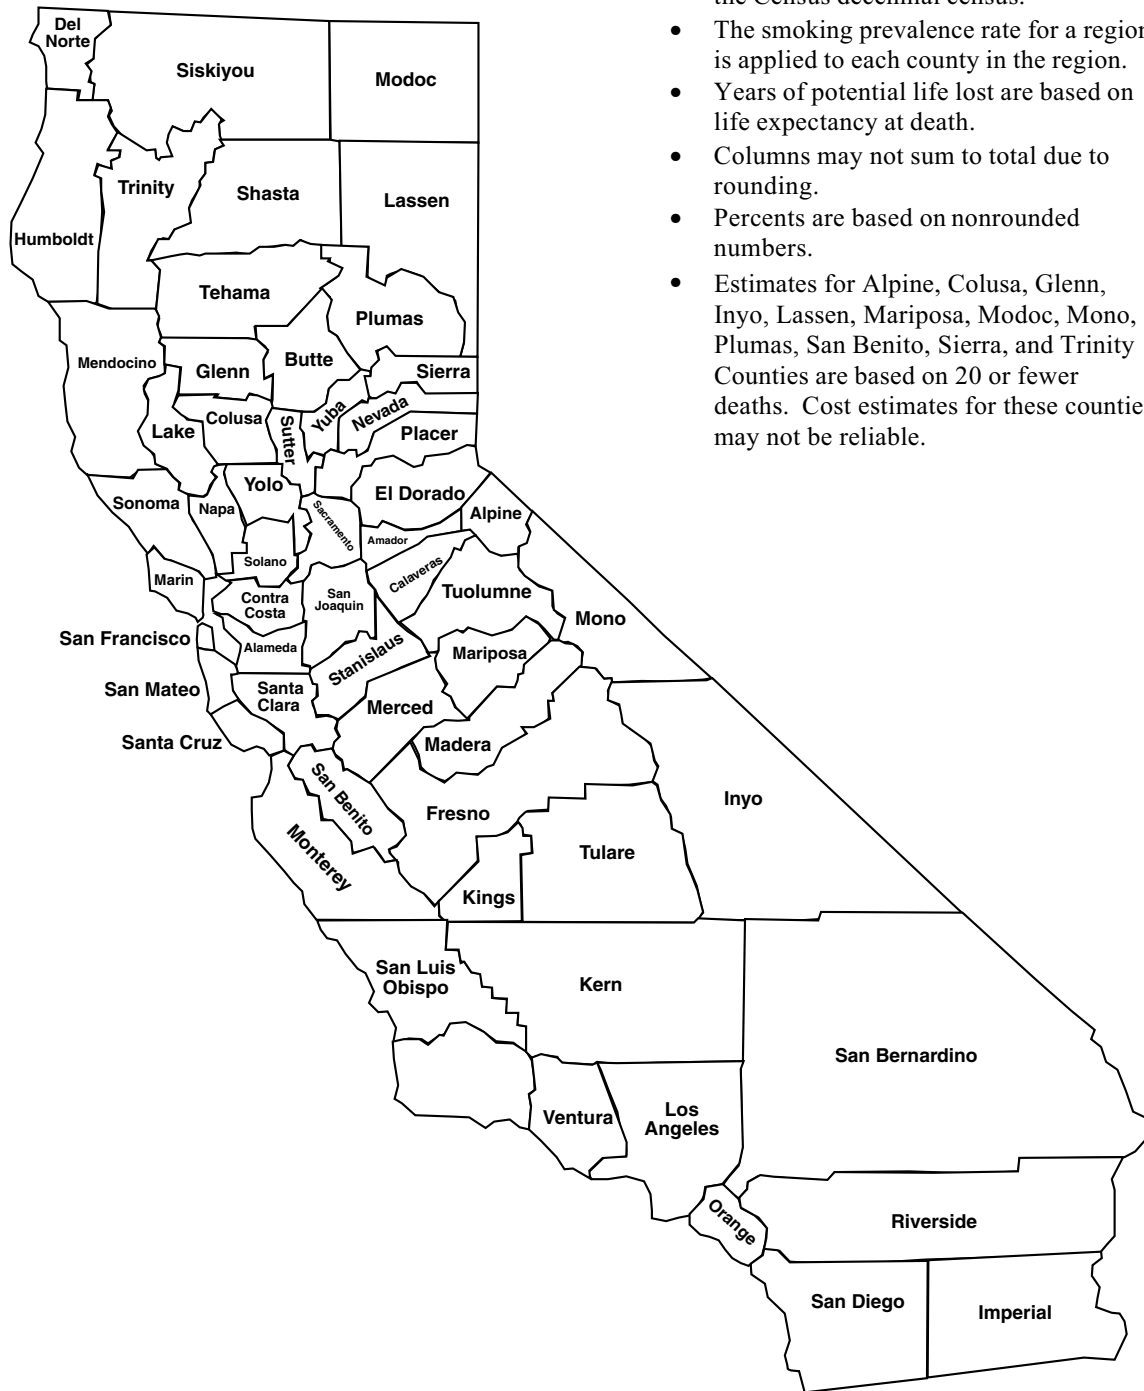 the Census decennial census.
• The smoking prevalence rate for a region
is applied to each county in the region.
• Years of potential life lost are based on
life expectancy at death.
• Columns may not sum to total due to
rounding.
• Percents are based on nonrounded
numbers.
• Estimates for Alpine, Colusa, Glenn,
Inyo, Lassen, Mariposa, Modoc, Mono,
Plumas, San Benito, Sierra, and Trinity
Counties are based on 20 or fewer
deaths. Cost estimates for these countie
may not be reliable.
Del
Norte
Siskiyou
Modoc
Trinity
Shasta
Lassen
Humboldt
Tehama
Plumas
Mendocino
Glenn
Butte
Sierra
Colusa
Lake
Sutter
Yuba
Nevada
Placer
Sonoma
Napa
Yolo
Sacramento
El Dorado
Alpine
Amador
Solano
Marin
Contra
Costa
San
Joaquin
Calaveras
Tuolumne
Mono
San Francisco
Alameda
Stanislaus
Mariposa
San Mateo
Santa
Clara
Merced
Santa Cruz
Madera
San Benito
Fresno
Inyo
Monterey
Tulare
Kings
San Luis
Obispo
Kern
San Bernardino
Ventura
Los
Angeles
Orange
Riverside
San Diego
Imperial